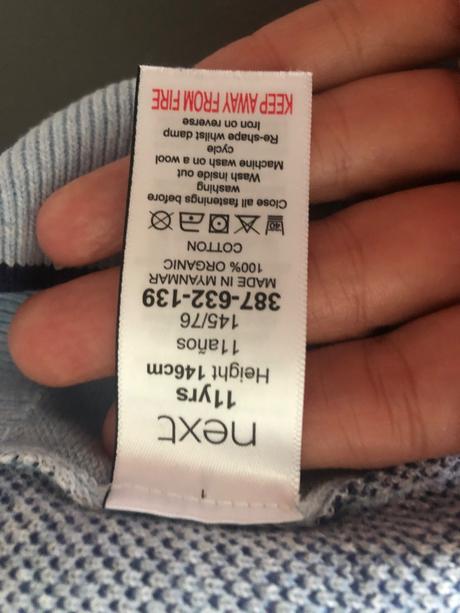 next
11yrs
Height 146cm
11años
145/76
387-632-139
MADE IN MYANMAR
100% ORGANIC
COTTON
40
Close all fastenings before
washing
Wash inside out
Machine wash on a wool
cycle
Re-shape whilst damp
Iron on reverse
KEEP AWAY FROM FIRE